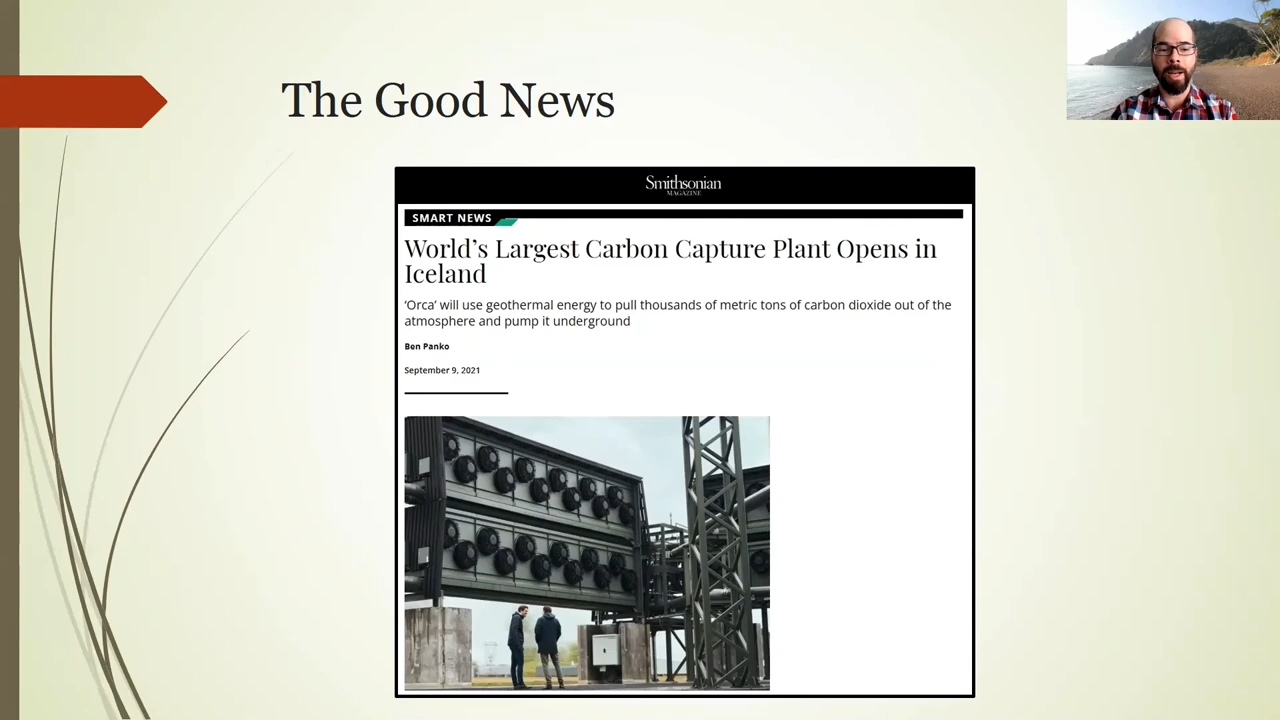 The Good News
Smithsonian
MAGAZINE
SMART NEWS
World’s Largest Carbon Capture Plant Opens in
Iceland
‘Orca’ will use geothermal energy to pull thousands of metric tons of carbon dioxide out of the
atmosphere and pump it underground
Ben Panko
September 9, 2021